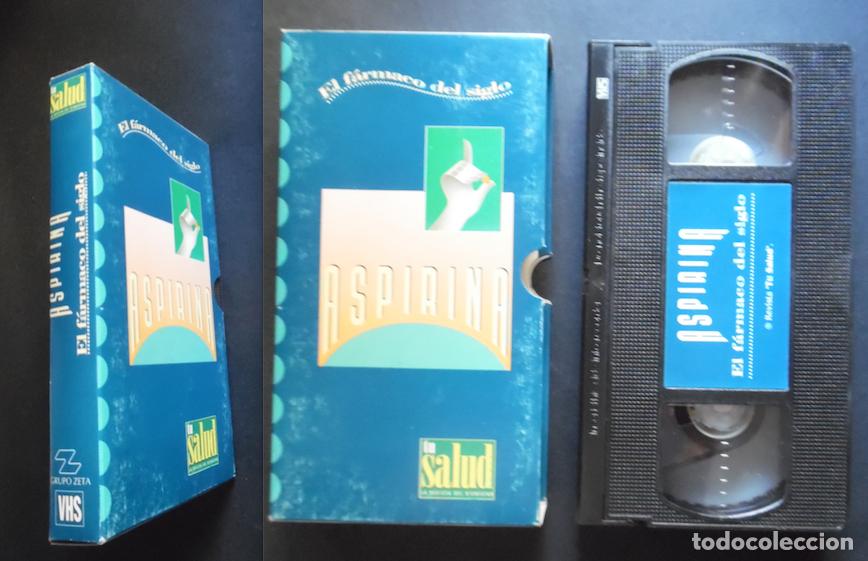 tu
salud
ASPIRINA
El fármaco del siglo
GRUPO ZETA
VHS
El fármaco del siglo
ASPIRINA
tu
salud
El fármaco del siglo
ASPIRINA
tu
salud
VHS
ASPIRINA
El fármaco del siglo
© Revista "Tu Salud".
todocoleccion